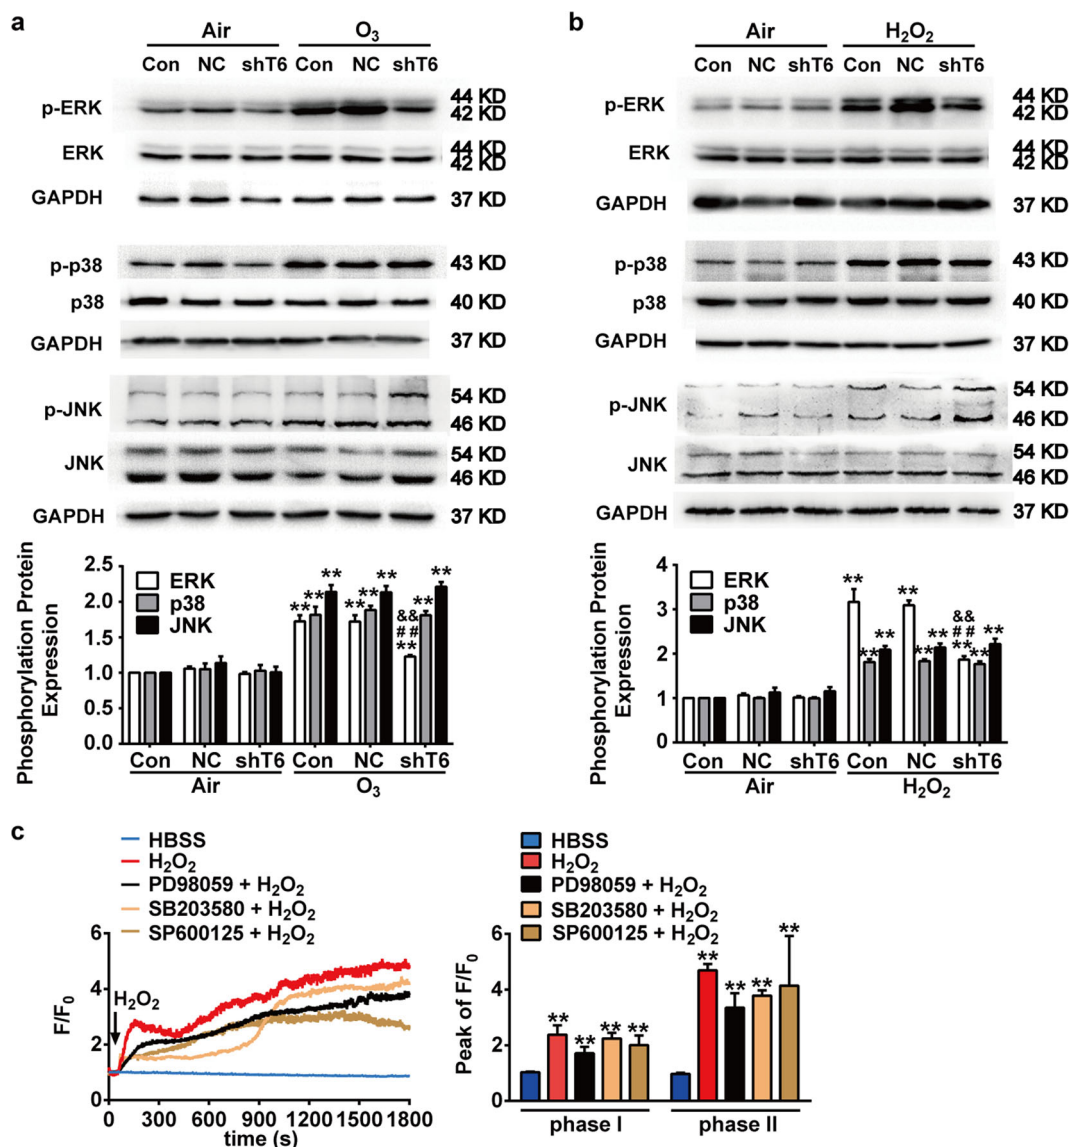 a
Air O3
Con NC shT6 Con NC shT6
p-ERK 44 KD
42 KD
ERK 44 KD
42 KD
GAPDH 37 KD
p-p38 43 KD
p38 40 KD
GAPDH 37 KD
p-JNK 54 KD
46 KD
JNK 54 KD
46 KD
GAPDH 37 KD
Phosphorylation Protein
Expression
2.5
2.0
1.5
1.0
0.5
0.0
ERK
p38
JNK
** ** **
** ** **
&&
##
** ** **
Con NC shT6 Con NC shT6
Air O3
b
Air H2O2
Con NC shT6 Con NC shT6
p-ERK 44 KD
42 KD
ERK 44 KD
42 KD
GAPDH 37 KD
p-p38 43 KD
p38 40 KD
GAPDH 37 KD
p-JNK 54 KD
46 KD
JNK 54 KD
46 KD
GAPDH 37 KD
Phosphorylation Protein
Expression
4
3
2
1
0
ERK
p38
JNK
** ** **
** ** **
&&
##
** ** **
Con NC shT6 Con NC shT6
Air H2O2
c
HBSS
H2O2
PD98059 + H2O2
SB203580 + H2O2
SP600125 + H2O2
F/F0
6
4
2
0
H2O2
0 300 600 900 1200 1500 1800
time (s)
HBSS
H2O2
PD98059 + H2O2
SB203580 + H2O2
SP600125 + H2O2
Peak of F/F0
6
4
2
0
** ** ** **
** ** ** **
phase I phase II